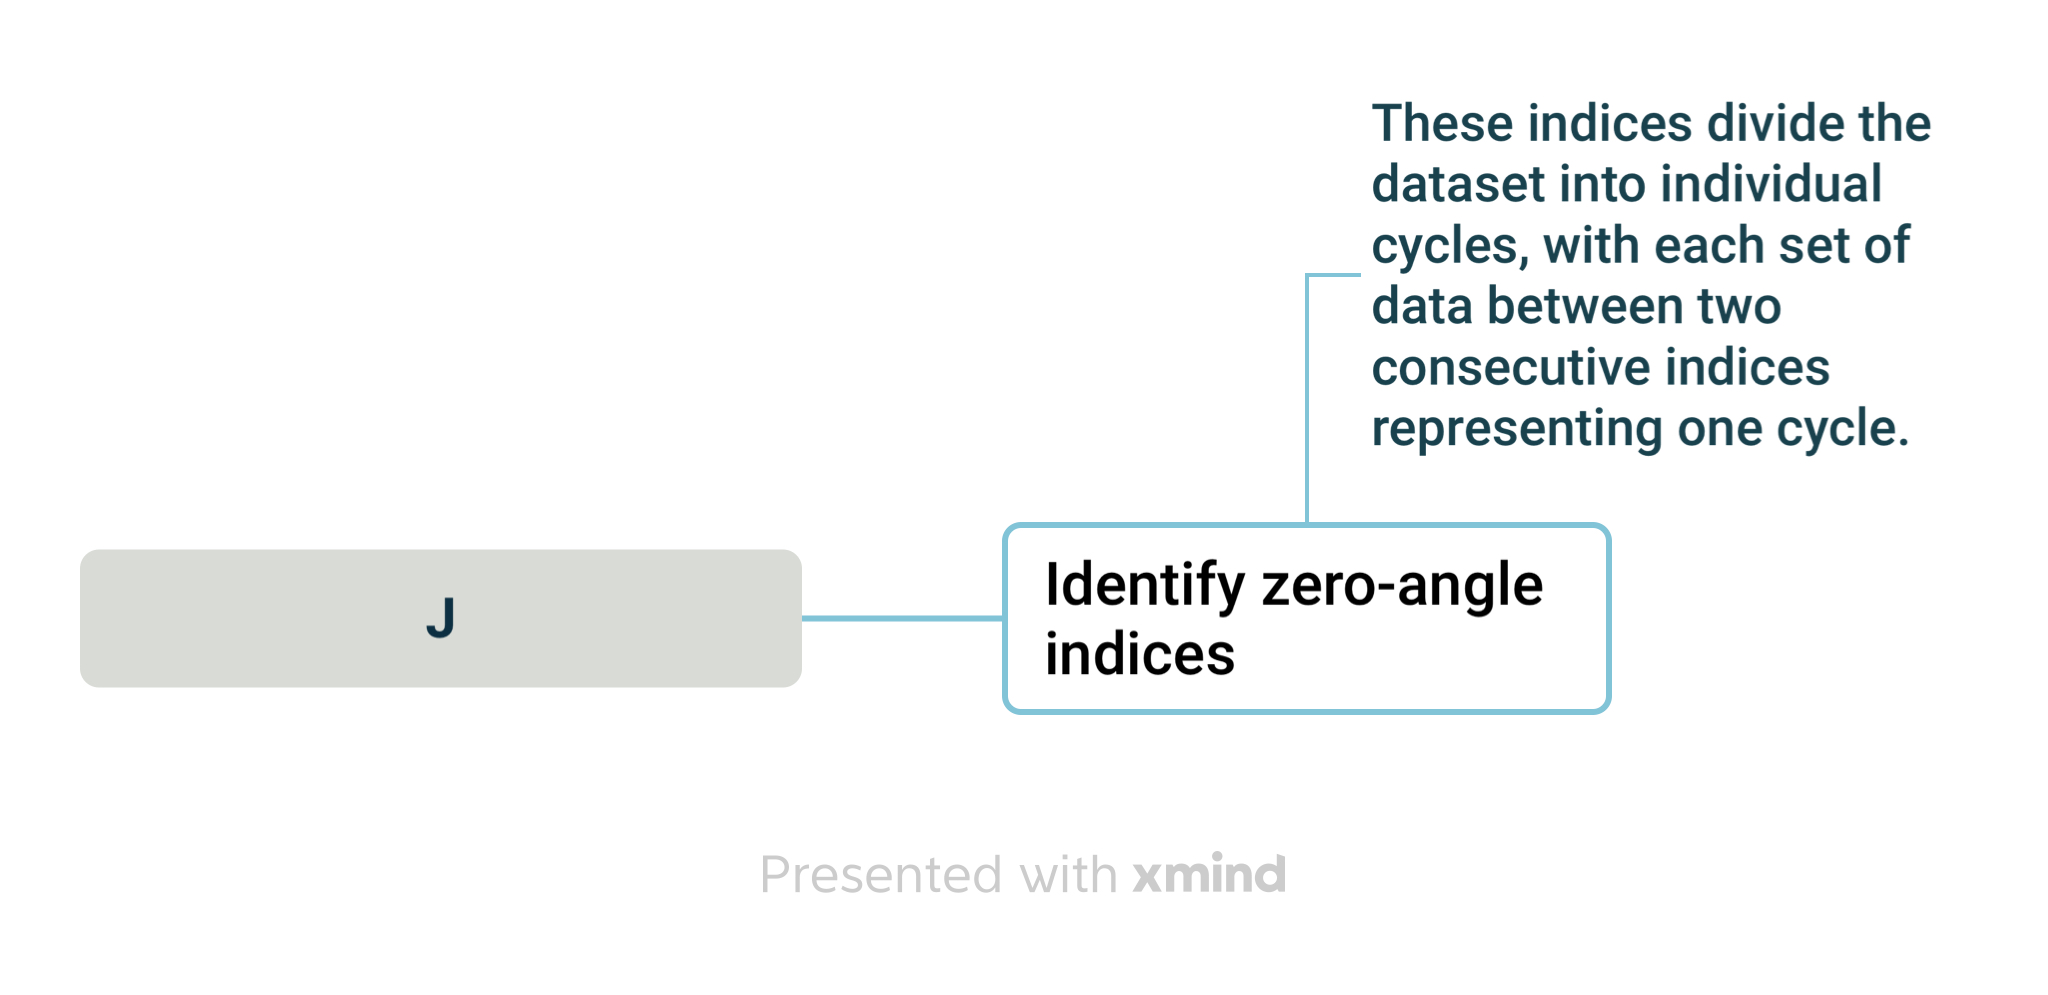 These indices divide the
dataset into individual
cycles, with each set of
data between two
consecutive indices
representing one cycle.
J
Identify zero-angle
indices
Presented with xmind